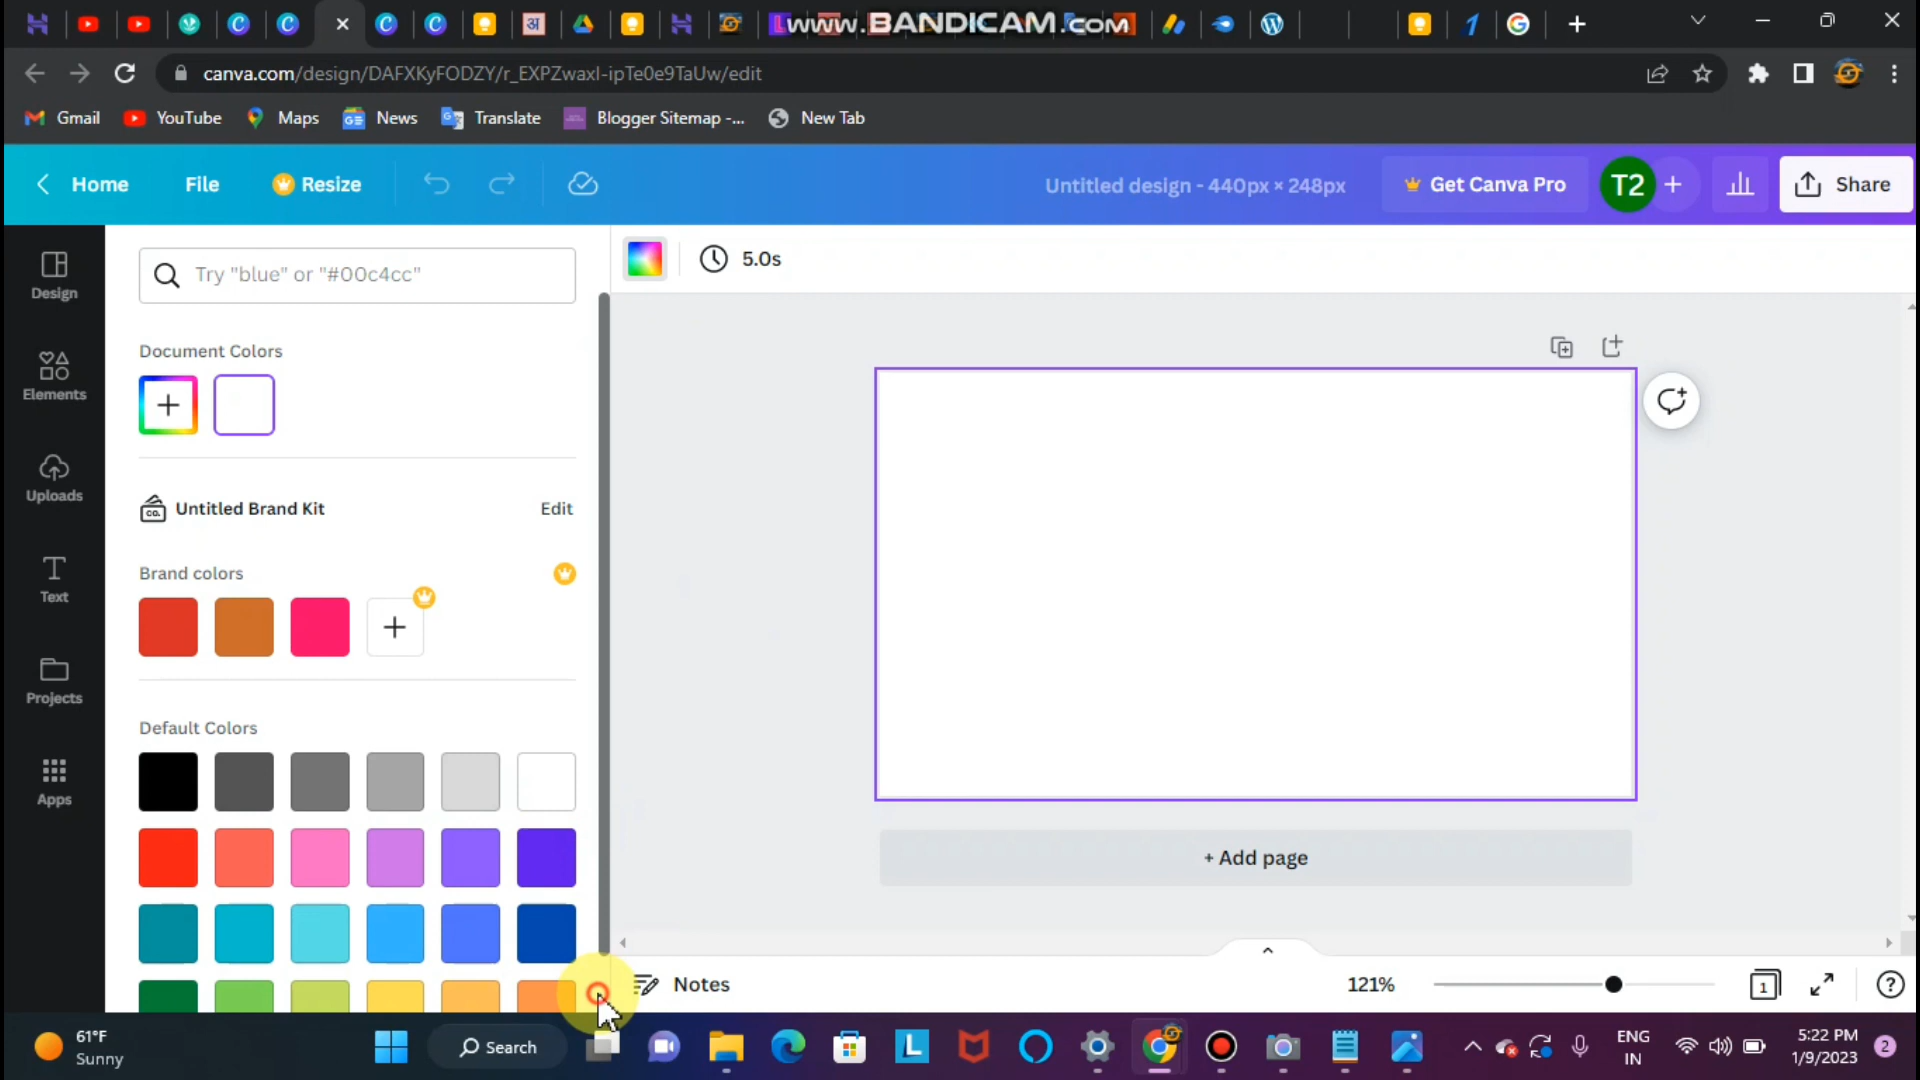 www.BANDICAM.com
canva.com/design/DAFXKyFODZY/r_EXPZwaxI-ipTe0e9TaUw/edit
Gmail YouTube Maps News Translate Blogger Sitemap -... New Tab
Home File Resize Untitled design - 440px × 248px Get Canva Pro T2 + Share
Try "blue" or "#00c4cc"
5.0s
Design
Elements
Uploads
Text
Projects
Apps
Document Colors
Untitled Brand Kit Edit
Brand colors
Default Colors
+ Add page
Notes 121% 1
61°F
Sunny
Search
ENG
IN
5:22 PM
1/9/2023
2